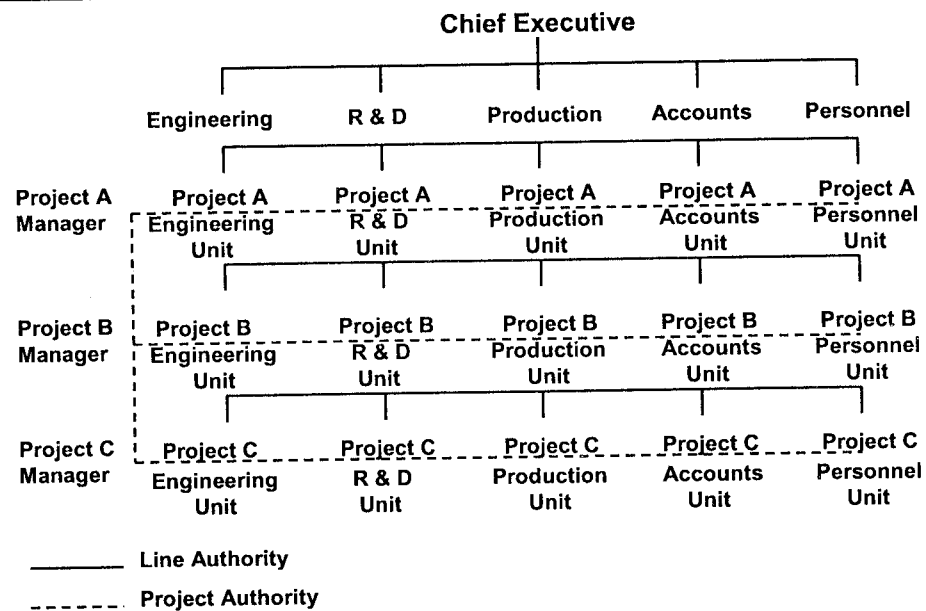 Chief Executive
Engineering R & D Production Accounts Personnel
Project A Project A Project A Project A Project A Project A
Manager Engineering R & D Production Accounts Personnel
Unit Unit Unit Unit Unit
Project B Project B Project B Project B Project B Project B
Manager Engineering R & D Production Accounts Personnel
Unit Unit Unit Unit Unit
Project C Project C Project C Project C Project C Project C
Manager Engineering R & D Production Accounts Personnel
Unit Unit Unit Unit Unit
Line Authority
Project Authority